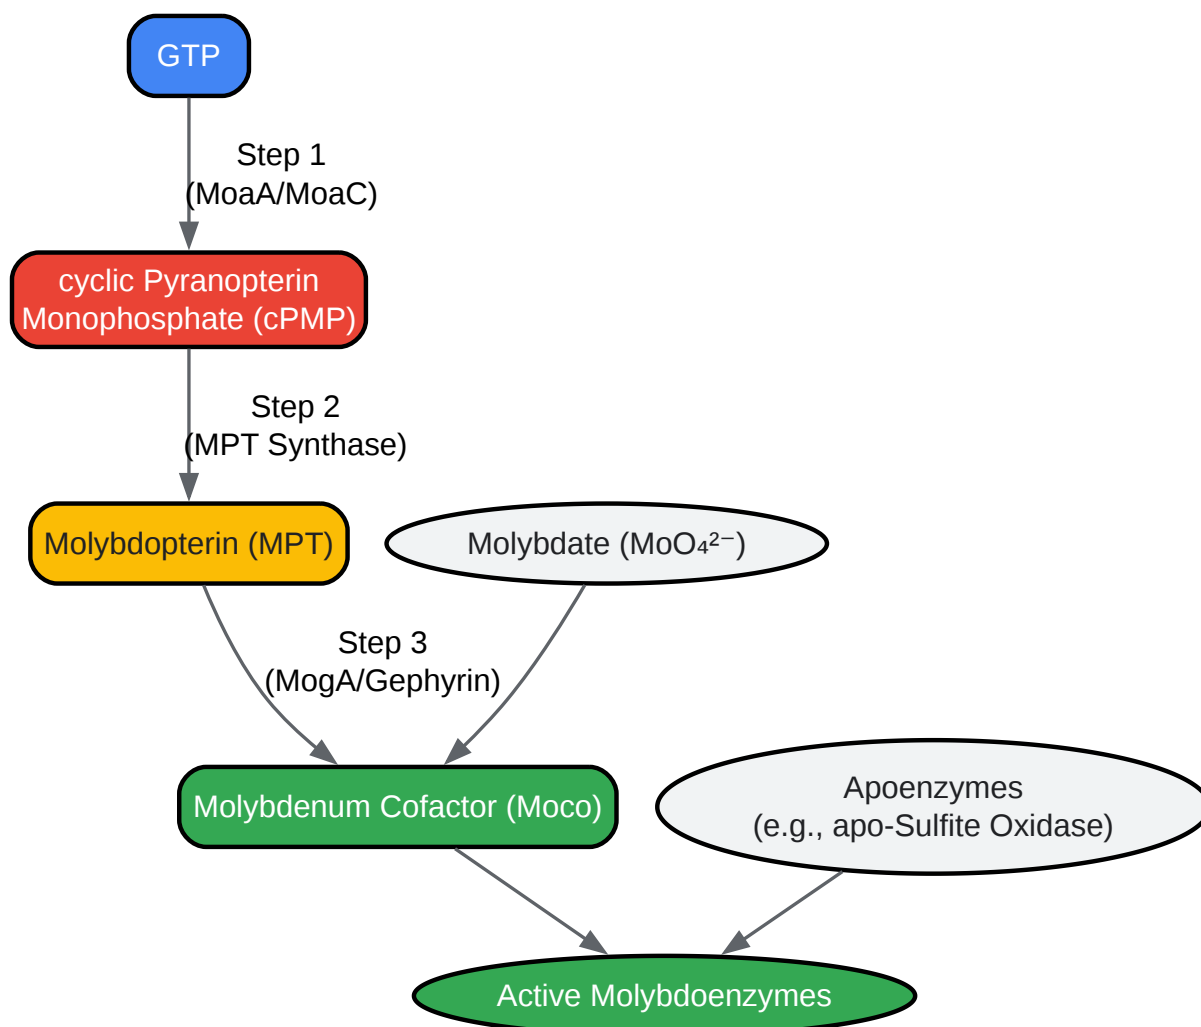 GTP
Step 1
(MoaA/MoaC)
cyclic Pyranopterin
Monophosphate (cPMP)
Step 2
(MPT Synthase)
Molybdopterin (MPT)
Molybdate (MoO₄²⁻)
Step 3
(MogA/Gephyrin)
Molybdenum Cofactor (Moco)
Apoenzymes
(e.g., apo-Sulfite Oxidase)
Active Molybdoenzymes